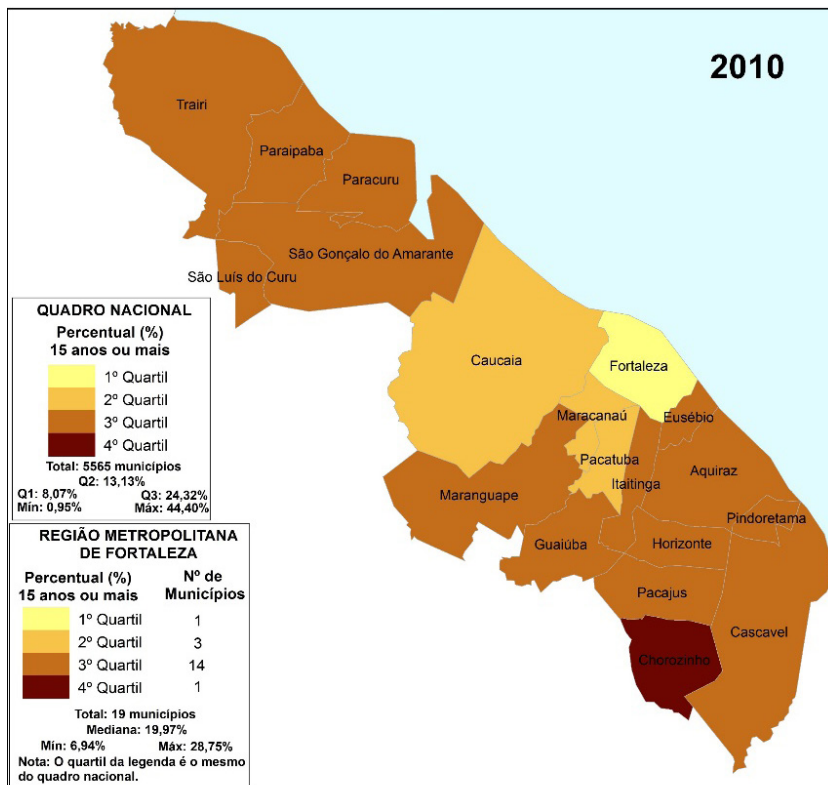 2010
Trairi
Paraipaba
Paracuru
São Gonçalo do Amarante
São Luís do Curu
Caucaia
Fortaleza
Maracanaú
Eusébio
Pacatuba
Aquiraz
Itaitinga
Maranguape
Pindoretama
Guaiúba
Horizonte
Pacajus
Cascavel
Chorozinho
QUADRO NACIONAL
Percentual (%)
15 anos ou mais
1º Quartil
2º Quartil
3º Quartil
4º Quartil
Total: 5565 municípios
Q2: 13,13%
Q1: 8,07% Q3: 24,32%
Mín: 0,95% Máx: 44,40%
REGIÃO METROPOLITANA
DE FORTALEZA
Percentual (%) Nº de
15 anos ou mais Municípios
1º Quartil 1
2º Quartil 3
3º Quartil 14
4º Quartil 1
Total: 19 municípios
Mediana: 19,97%
Mín: 6,94% Máx: 28,75%
Nota: O quartil da legenda é o mesmo
do quadro nacional.